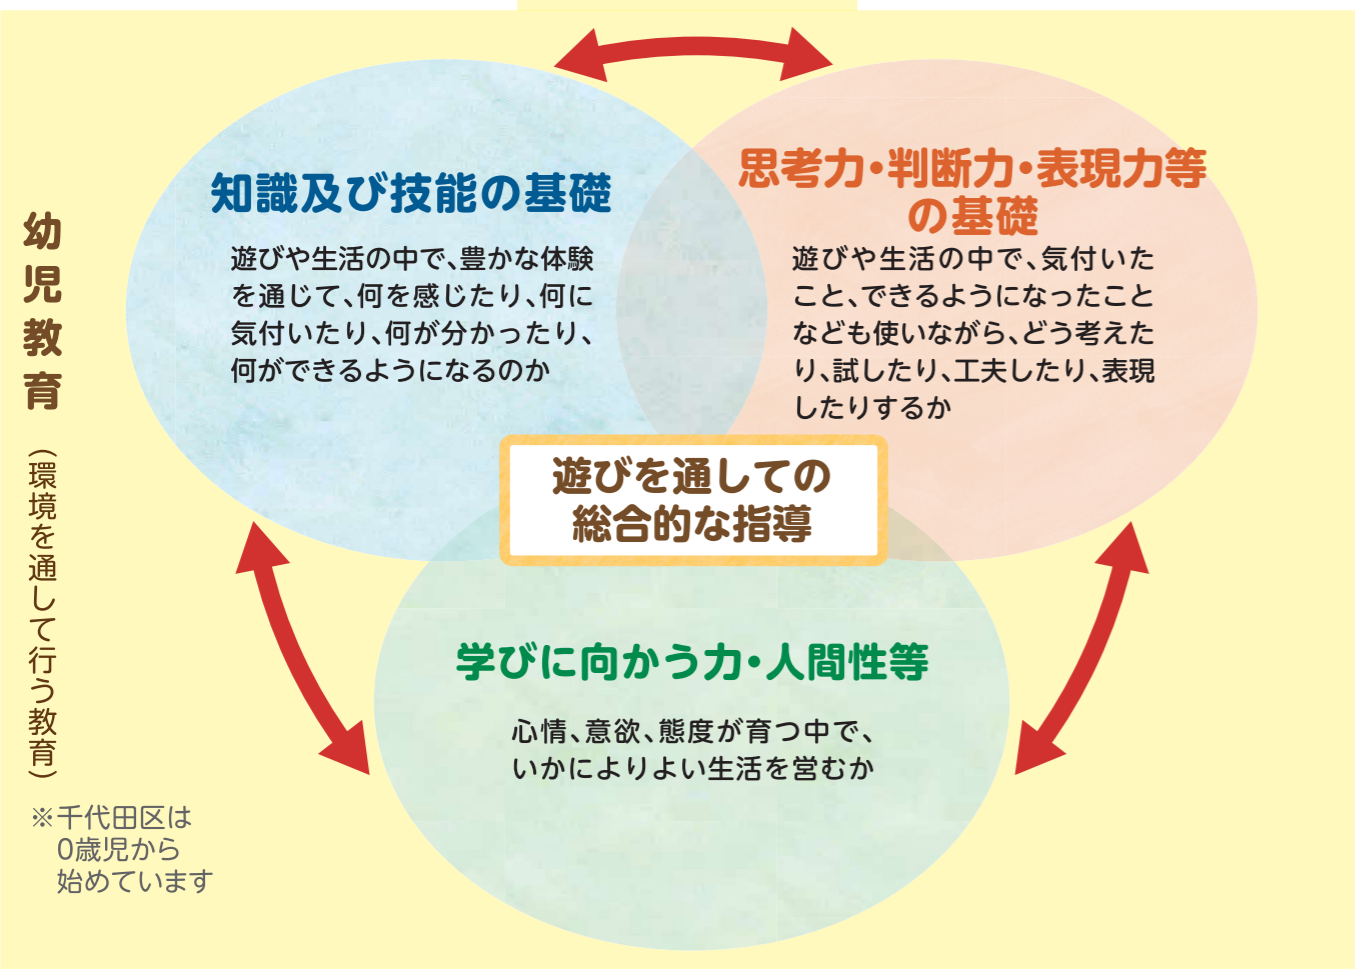 幼児教育
（環境を通して行う教育）
※千代田区は
0歳児から
始めています
知識及び技能の基礎
遊びや生活の中で、豊かな体験
を通じて、何を感じたり、何に
気付いたり、何が分かったり、
何ができるようになるのか
思考力・判断力・表現力等
の基礎
遊びや生活の中で、気付いた
こと、できるようになったこと
なども使いながら、どう考えた
り、試したり、工夫したり、表現
したりするか
遊びを通しての
総合的な指導
学びに向かう力・人間性等
心情、意欲、態度が育つ中で、
いかによりよい生活を営むか